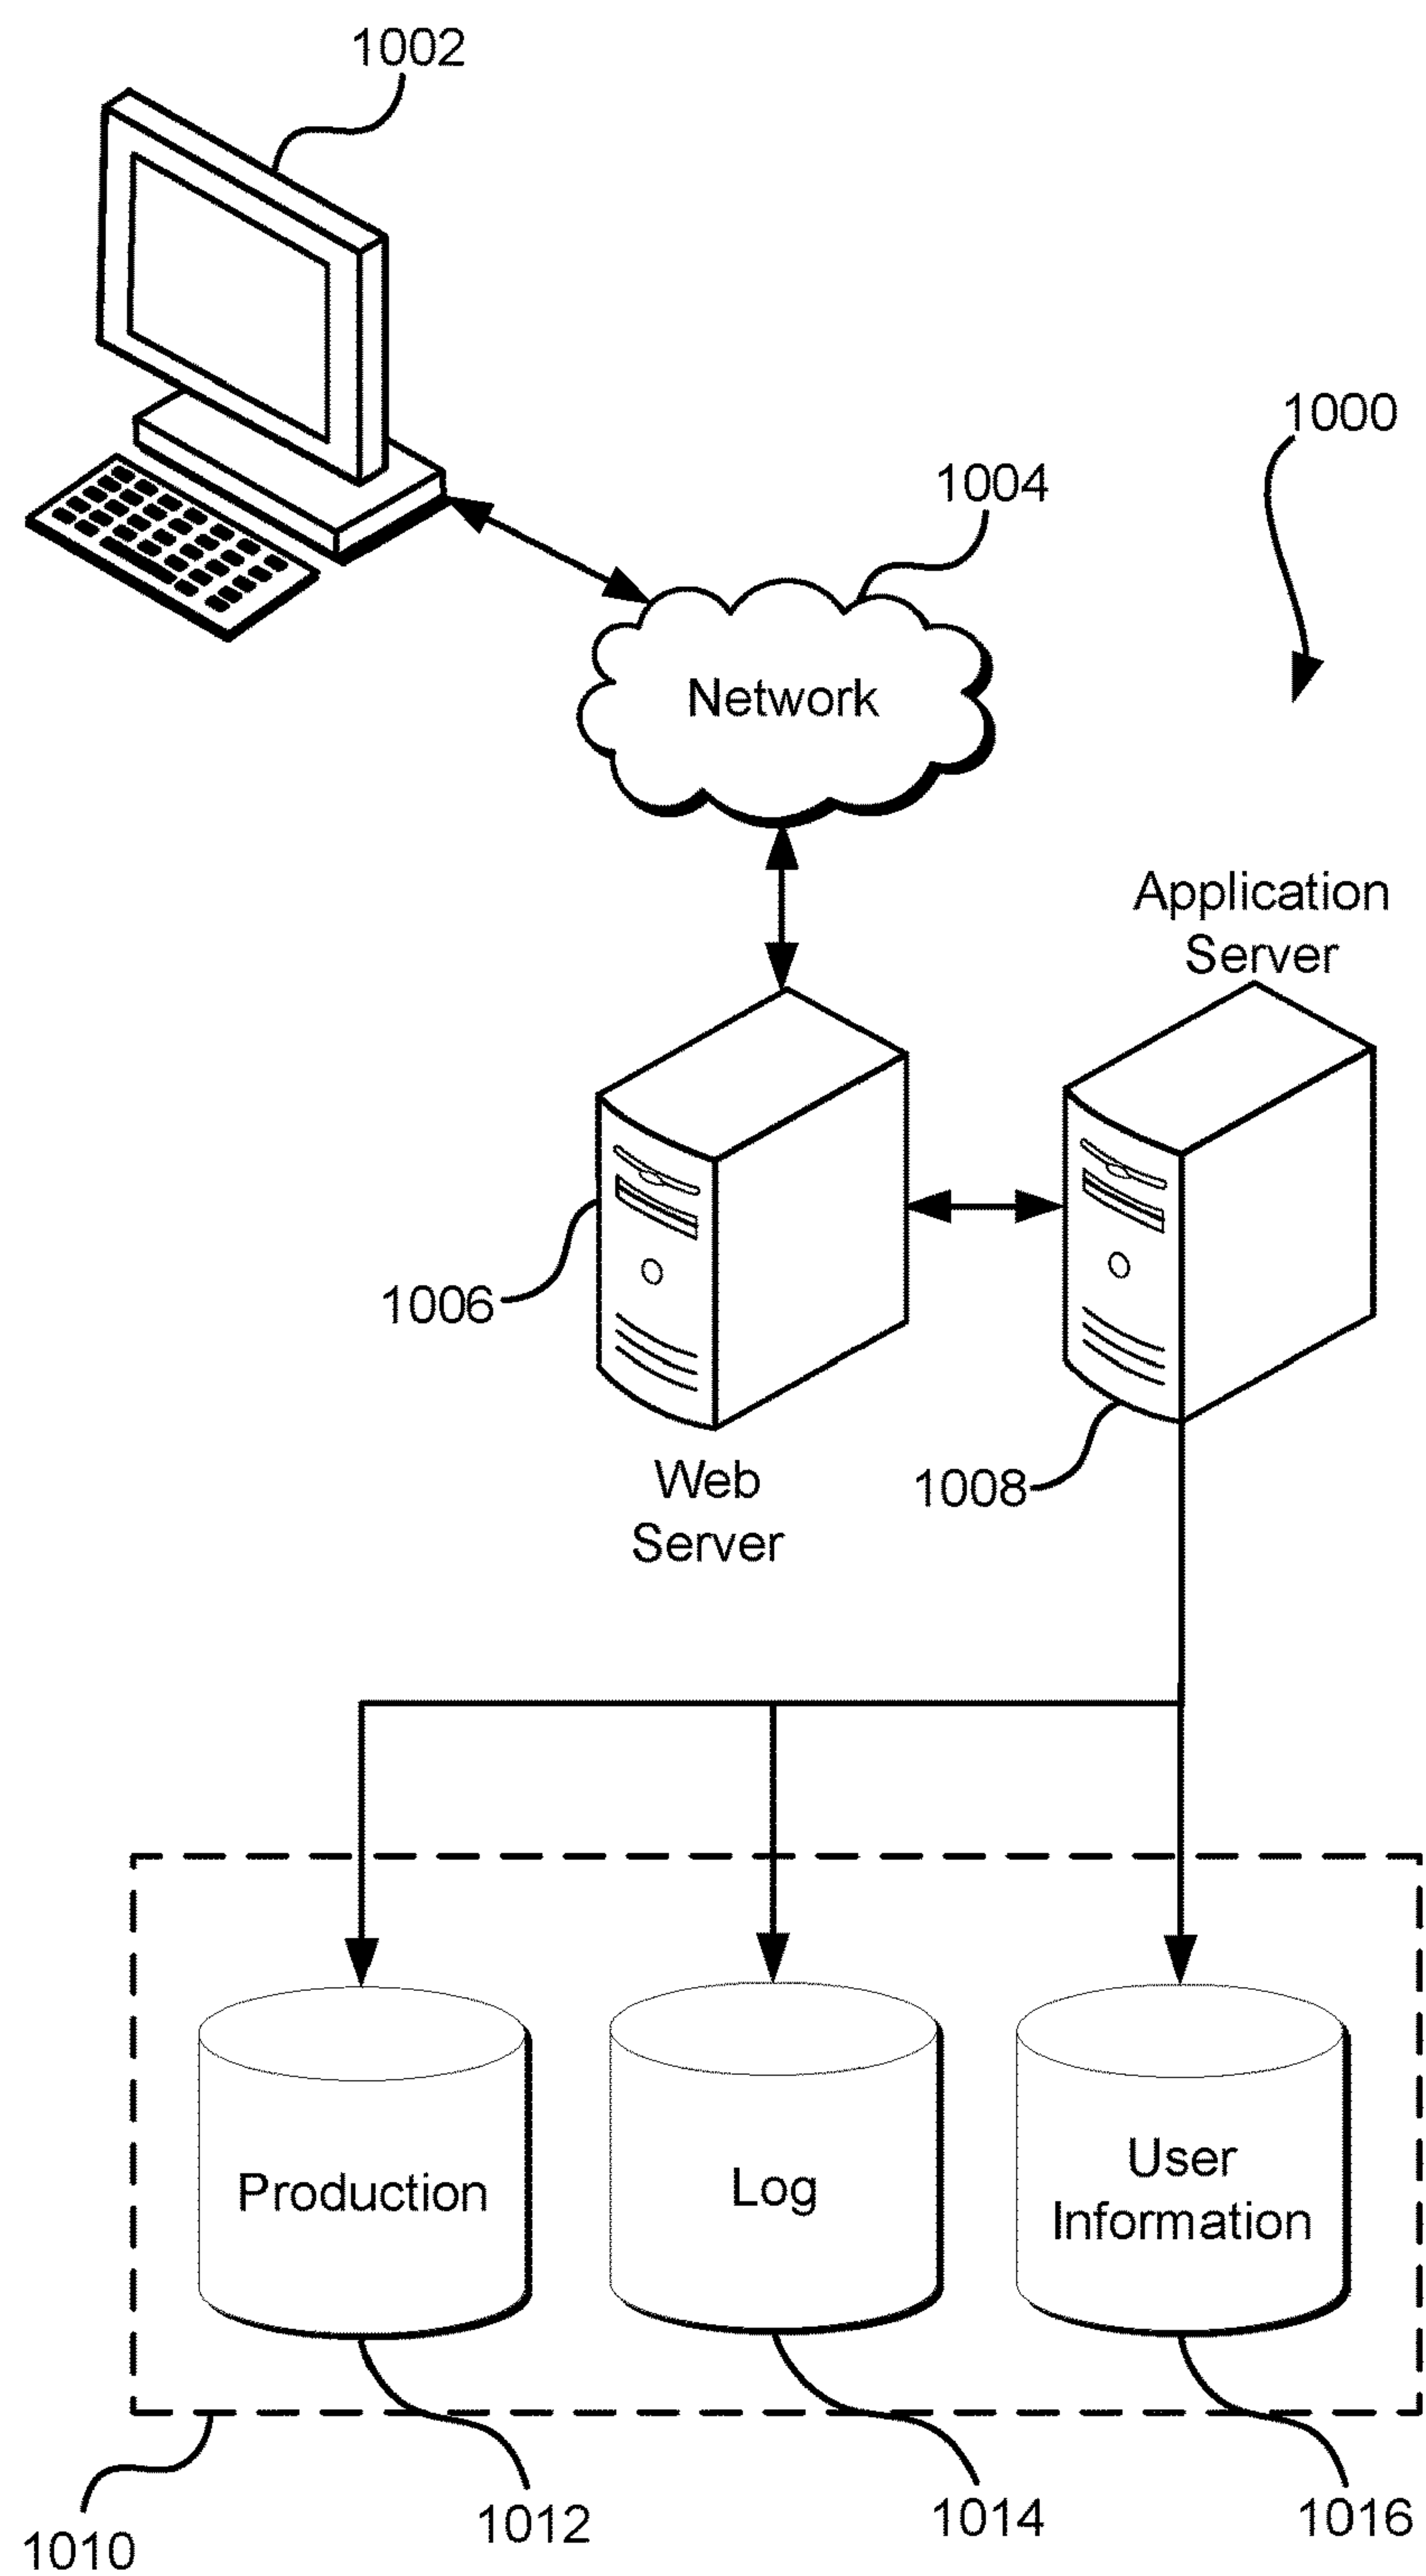 1002
1000
1004
Network
Application
Server
1006
Web
Server
1008
Production
Log
User
Information
1010
1012
1014
1016